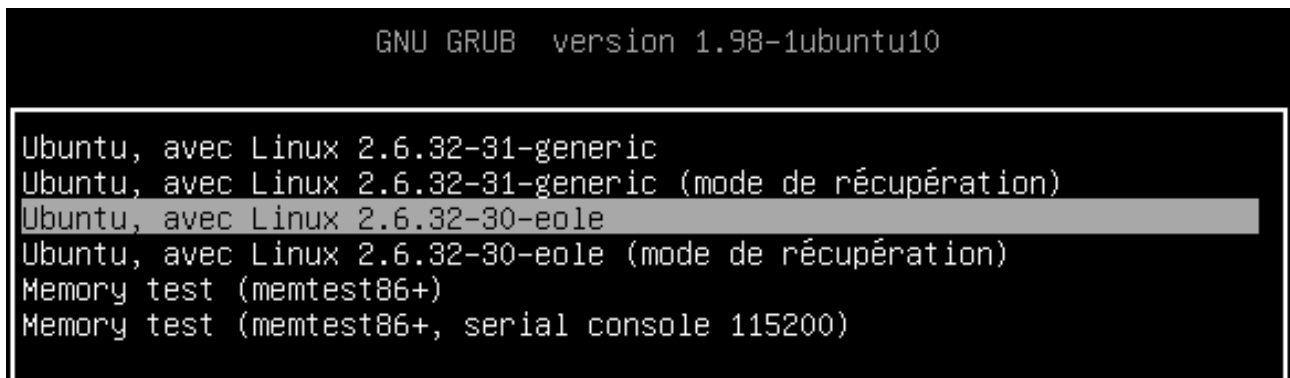 GNU GRUB  version 1.98-1ubuntu10
Ubuntu, avec Linux 2.6.32-31-generic
Ubuntu, avec Linux 2.6.32-31-generic (mode de récupération)
Ubuntu, avec Linux 2.6.32-30-eole
Ubuntu, avec Linux 2.6.32-30-eole (mode de récupération)
Memory test (memtest86+)
Memory test (memtest86+, serial console 115200)